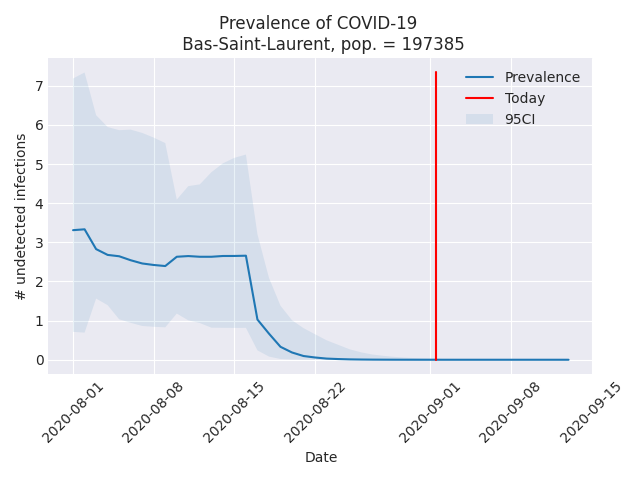 Prevalence of COVID-19
Bas-Saint-Laurent, pop. = 197385
# undetected infections
7
6
5
4
3
2
1
0
Prevalence
Today
95CI
2020-08-01
2020-08-08
2020-08-15
2020-08-22
2020-09-01
2020-09-08
2020-09-15
Date